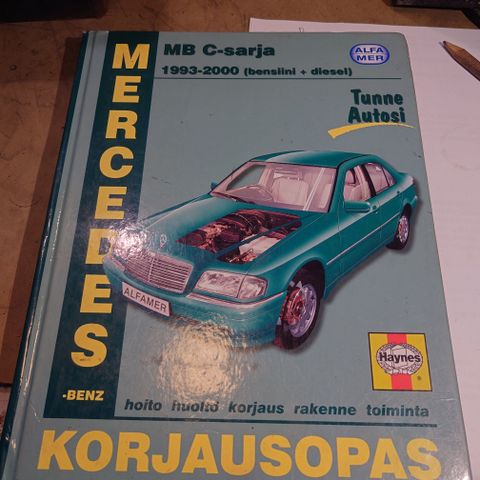 MERCEDES
-BENZ
MB C-sarja
1993-2000 (bensiini + diesel)
ALFA
MER
Tunne
Autosi
ALFAMER
Haynes
®
hoito huolto korjaus rakenne toiminta
KORJAUSOPAS